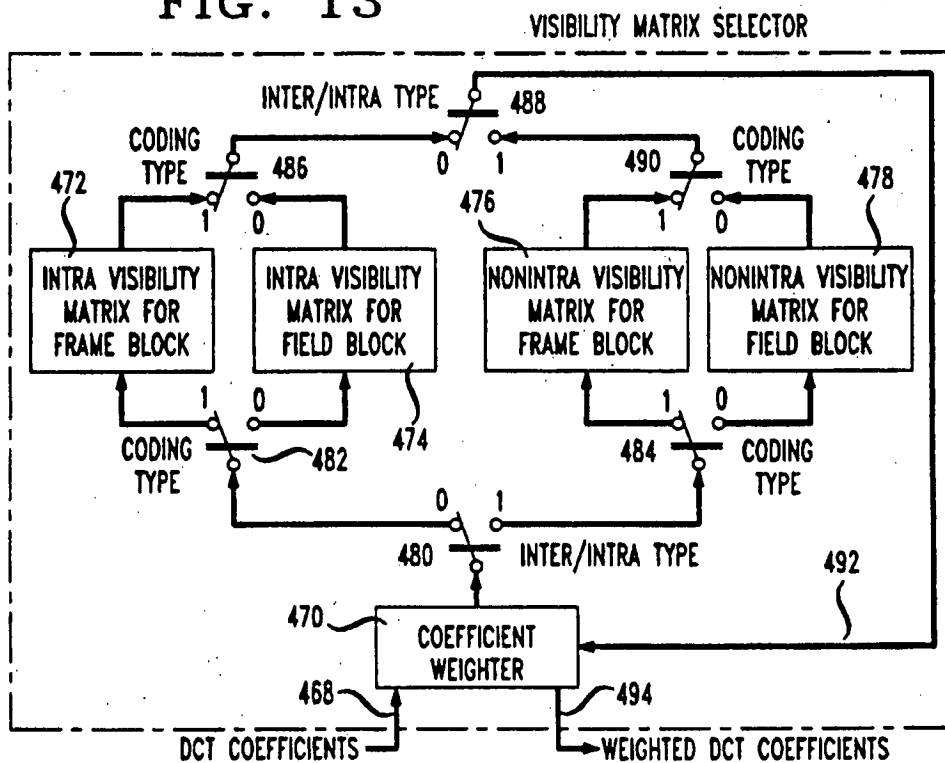 FIG. 13
VISIBILITY MATRIX SELECTOR
INTER/INTRA TYPE
488
0
1
CODING
TYPE
486
1
0
472
CODING
TYPE
490
1
0
476
478
INTRA VISIBILITY
MATRIX FOR
FRAME BLOCK
INTRA VISIBILITY
MATRIX FOR
FIELD BLOCK
NONINTRA VISIBILITY
MATRIX FOR
FRAME BLOCK
NONINTRA VISIBILITY
MATRIX FOR
FIELD BLOCK
1
0
474
CODING
TYPE
482
1
0
484
CODING
TYPE
0
1
480
INTER/INTRA TYPE
492
470
COEFFICIENT
WEIGHTER
468
494
DCT COEFFICIENTS
WEIGHTED DCT COEFFICIENTS